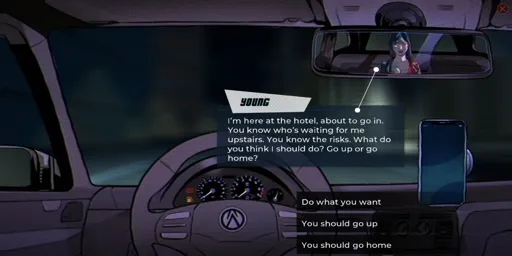 YOUNG
I'm here at the hotel, about to go in.
You know who's waiting for me
upstairs. You know the risks. What do
you think I should do? Go up or go
home?
Do what you want
You should go up
You should go home